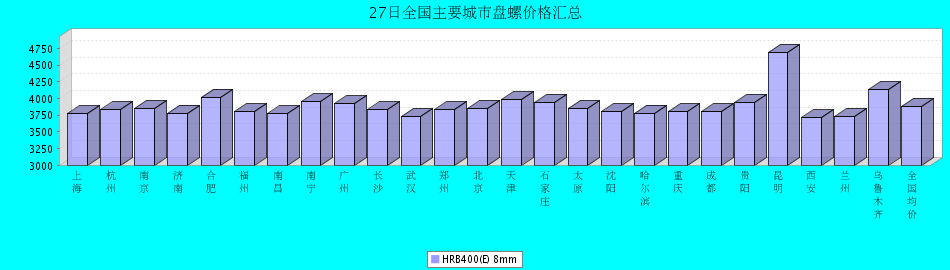 27日全国主要城市盘螺价格汇总
4750
4500
4250
4000
3750
3500
3250
3000
上海
杭州
南京
济南
合肥
福州
南昌
南宁
广州
长沙
武汉
郑州
北京
天津
石家庄
太原
沈阳
哈尔滨
重庆
成都
贵阳
昆明
西安
兰州
乌鲁木齐
全国均价
HRB400(E) 8mm